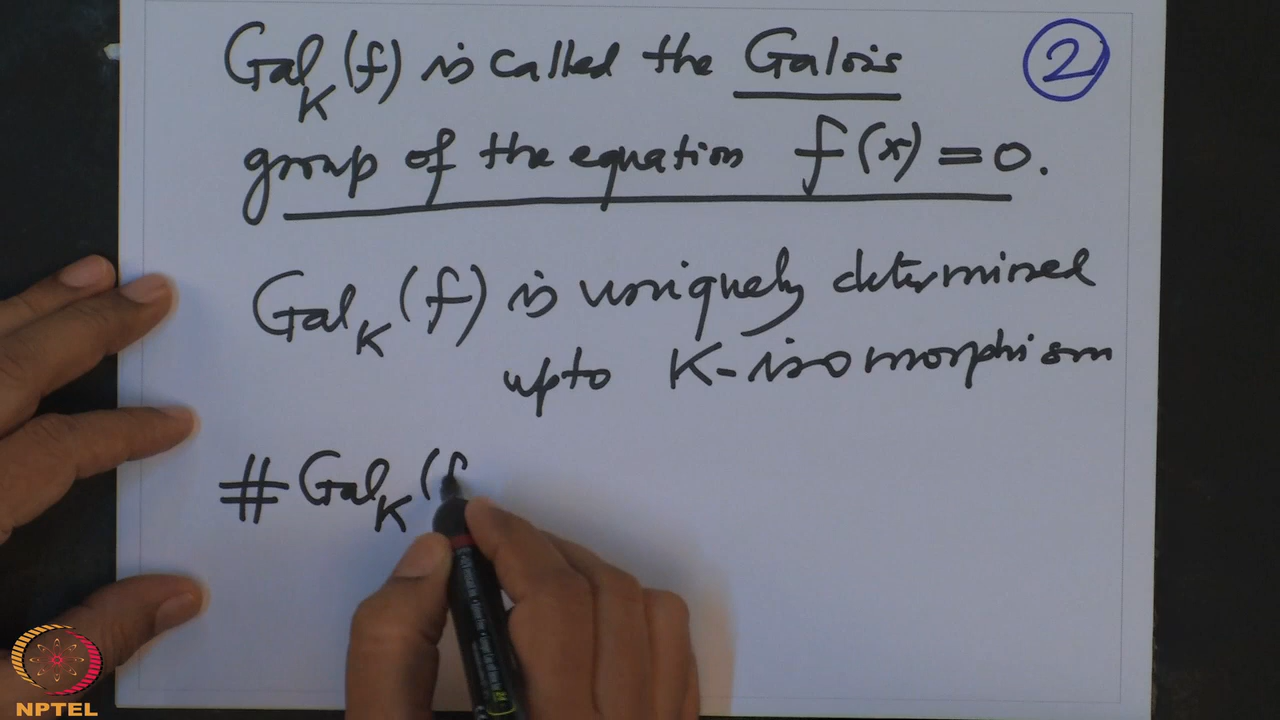 Gal_K (f) is called the Galois
②
group of the equation f(x) = 0.
Gal_K (f) is uniquely determined
upto K-isomorphism
# Gal_K (f
NPTEL